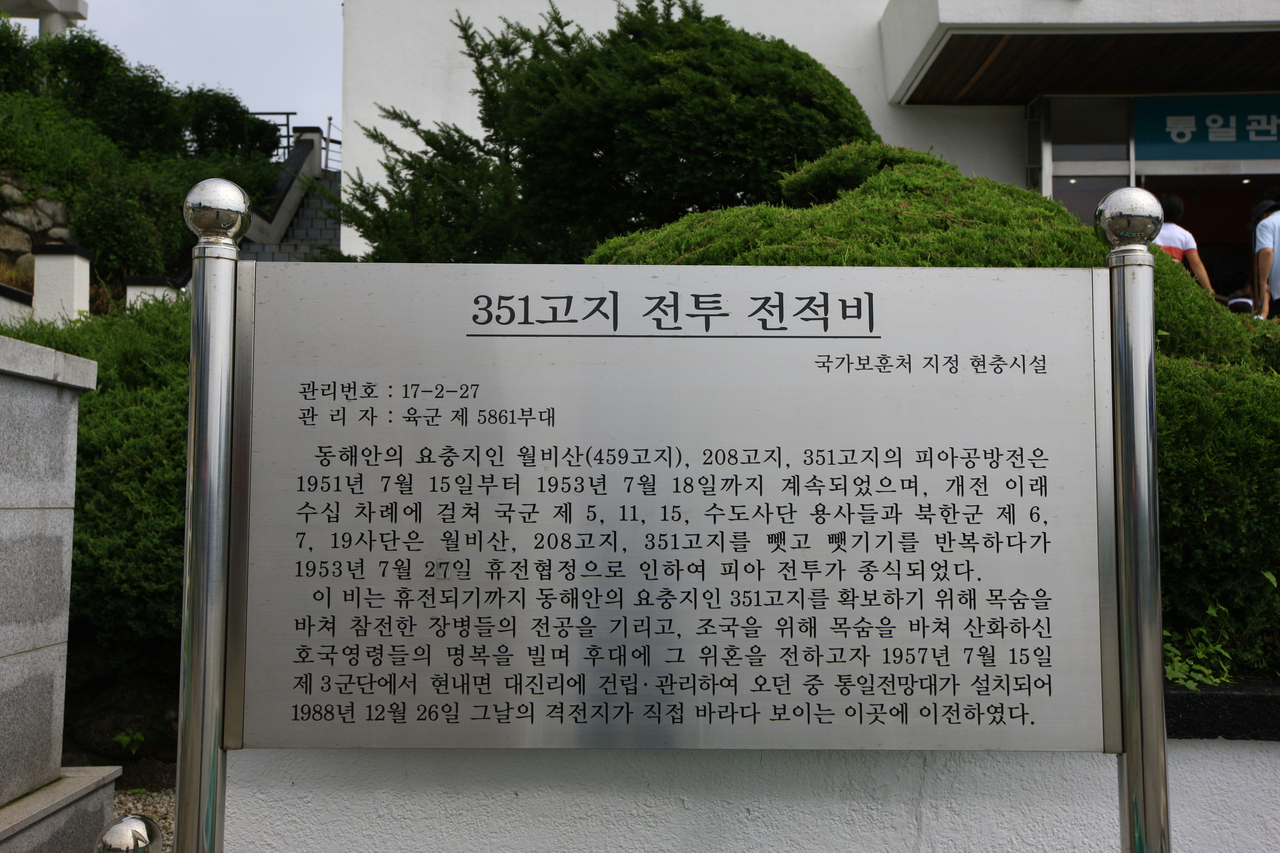 통일관
351고지 전투 전적비
국가보훈처 지정 현충시설
관리번호 : 17-2-27
관 리 자 : 육군 제 5861부대
동해안의 요충지인 월비산(459고지), 208고지, 351고지의 피아공방전은
1951년 7월 15일부터 1953년 7월 18일까지 계속되었으며, 개전 이래
수십 차례에 걸쳐 국군 제 5, 11, 15, 수도사단 용사들과 북한군 제 6,
7, 19사단은 월비산, 208고지, 351고지를 뺏고 뺏기기를 반복하다가
1953년 7월 27일 휴전협정으로 인하여 피아 전투가 종식되었다.
이 비는 휴전되기까지 동해안의 요충지인 351고지를 확보하기 위해 목숨을
바쳐 참전한 장병들의 전공을 기리고, 조국을 위해 목숨을 바쳐 산화하신
호국영령들의 명복을 빌며 후대에 그 위혼을 전하고자 1957년 7월 15일
제 3군단에서 현내면 대진리에 건립·관리하여 오던 중 통일전망대가 설치되어
1988년 12월 26일 그날의 격전지가 직접 바라다 보이는 이곳에 이전하였다.